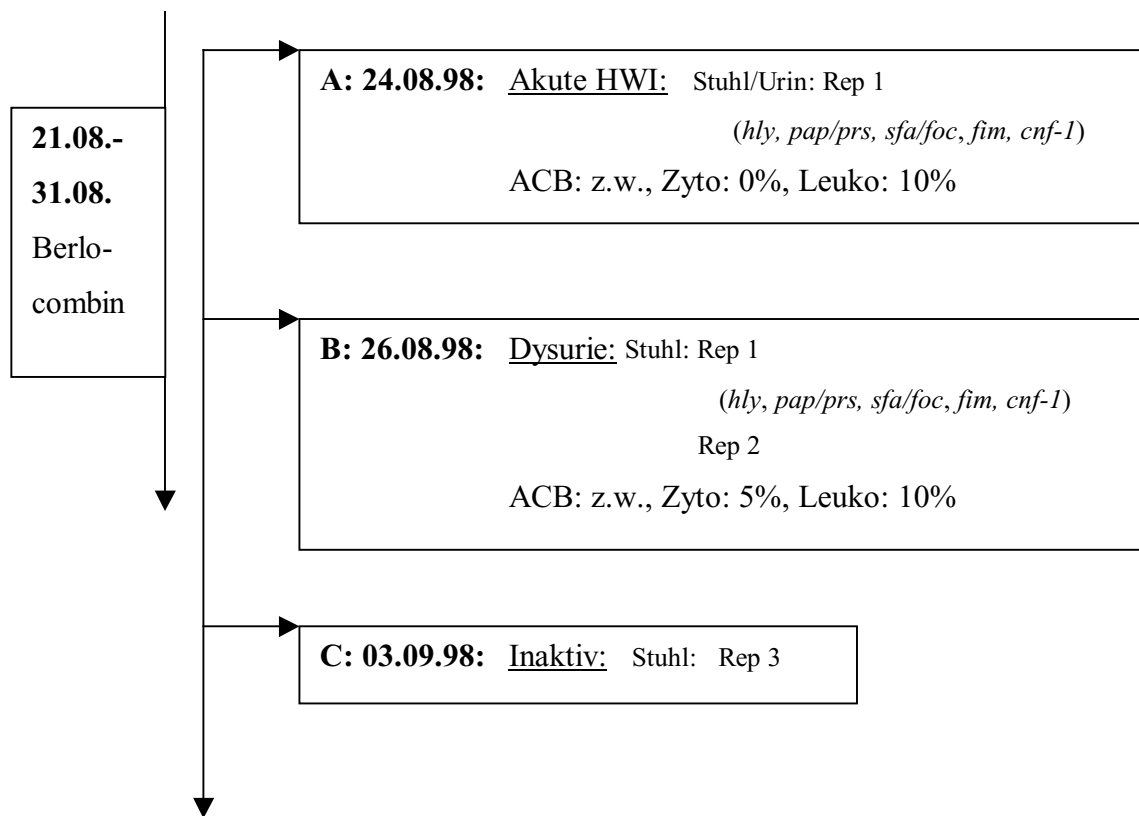 21.08.-
31.08.
Berlo-
combin
A: 24.08.98: Akute HWI: Stuhl/Urin: Rep 1
(hly, pap/prs, sfa/foc, fim, cnf-1)
ACB: z.w., Zyto: 0%, Leuko: 10%
B: 26.08.98: Dysurie: Stuhl: Rep 1
(hly, pap/prs, sfa/foc, fim, cnf-1)
Rep 2
ACB: z.w., Zyto: 5%, Leuko: 10%
C: 03.09.98: Inaktiv: Stuhl: Rep 3